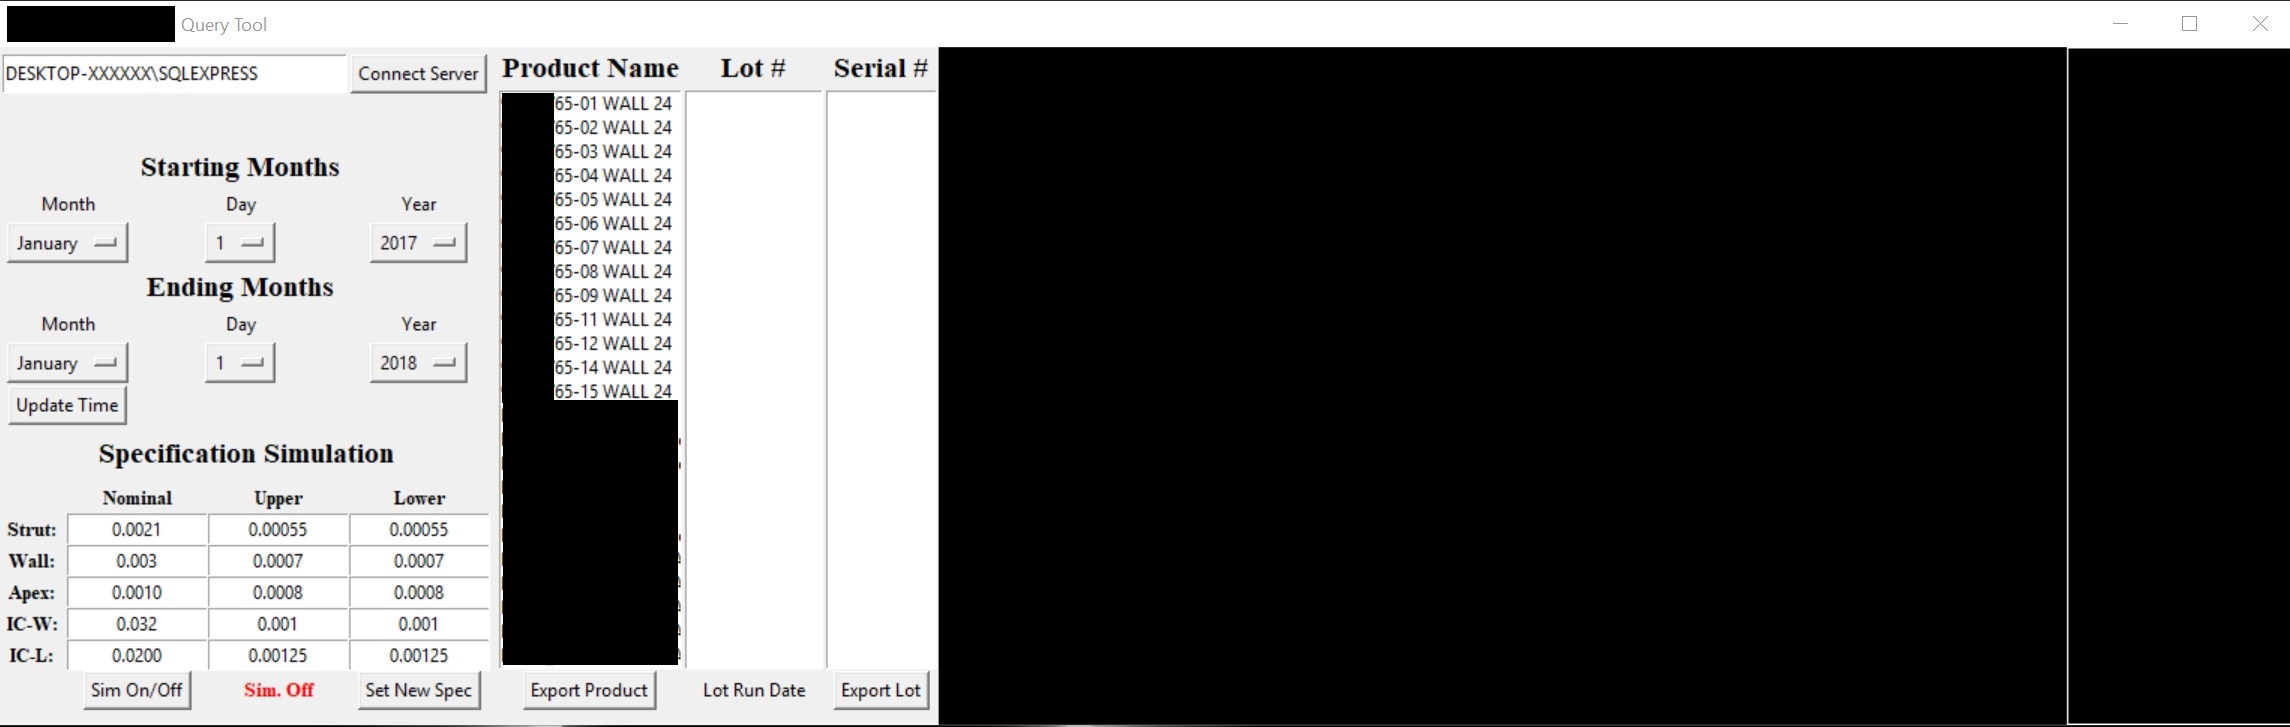 Query Tool
DESKTOP-XXXXXX\SQLEXPRESS Connect Server
Starting Months
Month Day Year
January 1 2017
Ending Months
Month Day Year
January 1 2018
Update Time
Specification Simulation
Nominal Upper Lower
Strut: 0.0021 0.00055 0.00055
Wall: 0.003 0.0007 0.0007
Apex: 0.0010 0.0008 0.0008
IC-W: 0.032 0.001 0.001
IC-L: 0.0200 0.00125 0.00125
Sim On/Off Sim. Off Set New Spec
Product Name Lot # Serial #
65-01 WALL 24
65-02 WALL 24
65-03 WALL 24
65-04 WALL 24
65-05 WALL 24
65-06 WALL 24
65-07 WALL 24
65-08 WALL 24
65-09 WALL 24
65-11 WALL 24
65-12 WALL 24
65-14 WALL 24
65-15 WALL 24
Export Product Lot Run Date Export Lot